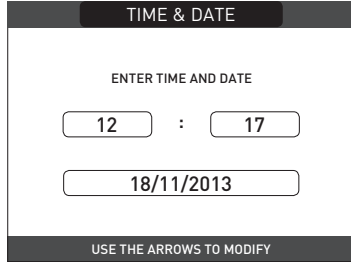 TIME & DATE
ENTER TIME AND DATE
12 : 17
18/11/2013
USE THE ARROWS TO MODIFY